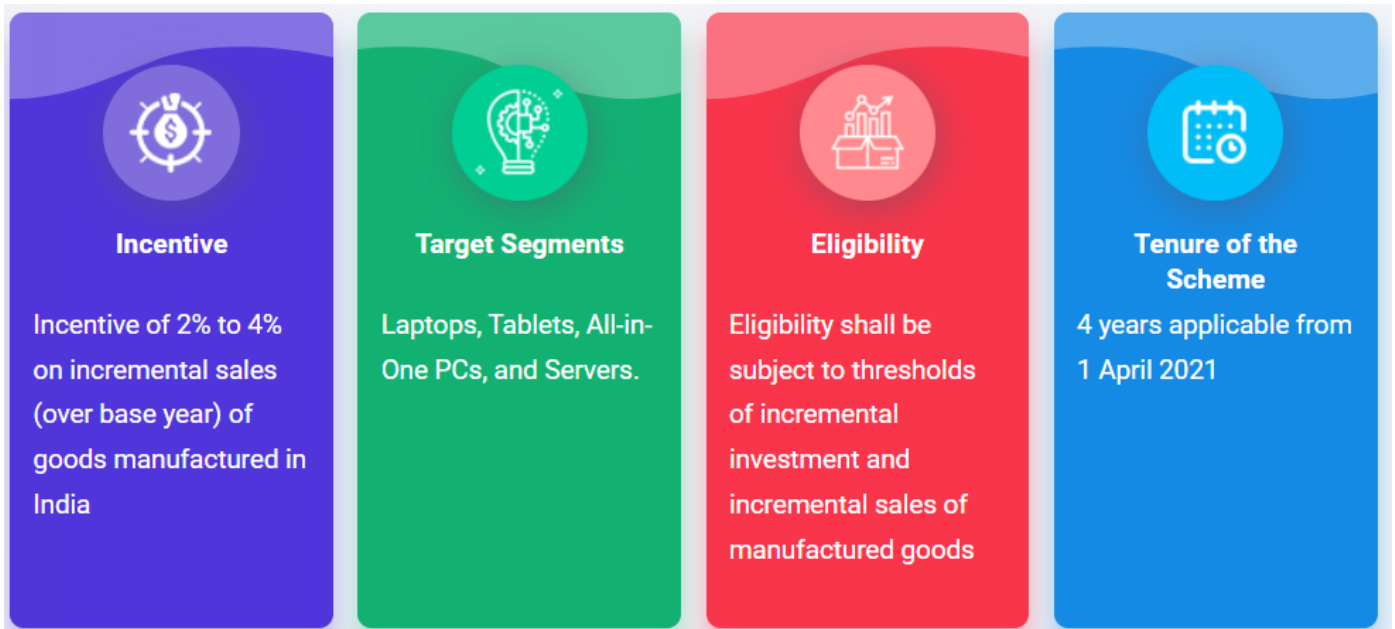 Incentive
Incentive of 2% to 4%
on incremental sales
(over base year) of
goods manufactured in
India
Target Segments
Laptops, Tablets, All-in-
One PCs, and Servers.
Eligibility
Eligibility shall be
subject to thresholds
of incremental
investment and
incremental sales of
manufactured goods
Tenure of the
Scheme
4 years applicable from
1 April 2021